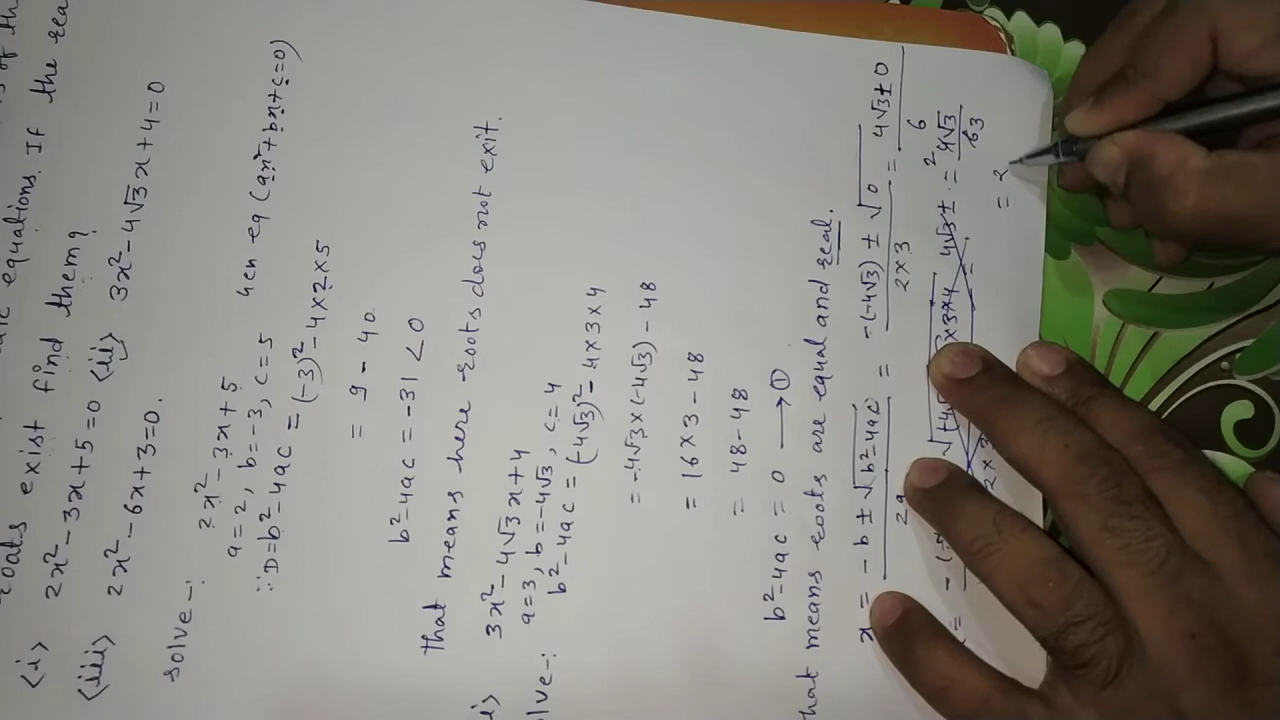 equations. If the
roots exist find them?
<i> 2x² - 3x + 5 = 0 <ii> 3x² - 4√3x + 4 = 0
<iii> 2x² - 6x + 3 = 0.
solve -: 2x² - 3x + 5
a = 2, b = -3, c = 5 (ax² + bx + c = 0)
∵ D = b² - 4ac = (-3)² - 4 × 2 × 5
= 9 - 40
b² - 4ac = -31 < 0
that means here roots does not exit.
i> 3x² - 4√3x + 4
lve -: a = 3, b = -4√3, c = 4
b² - 4ac = (-4√3)² - 4 × 3 × 4
= -4√3 × (-4√3) - 48
= 16 × 3 - 48
= 48 - 48
b² - 4ac = 0 → 1
hat means roots are equal and real.
x = -b ± √b² - 4ac / 2a = -(-4√3) ± √0 / 2 × 3 = 4√3 ± 0 / 6
= 4√3 / 6 2 3
= 2